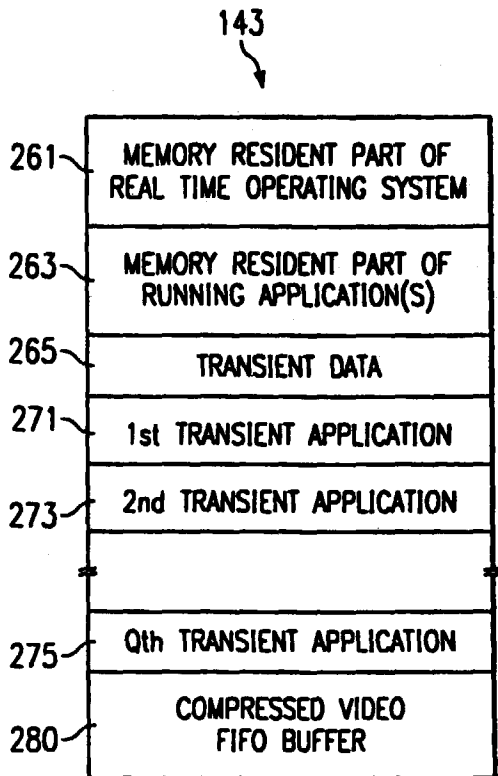 143
261
MEMORY RESIDENT PART OF
REAL TIME OPERATING SYSTEM
263
MEMORY RESIDENT PART OF
RUNNING APPLICATION(S)
265
TRANSIENT DATA
271
1st TRANSIENT APPLICATION
273
2nd TRANSIENT APPLICATION
275
Qth TRANSIENT APPLICATION
280
COMPRESSED VIDEO
FIFO BUFFER